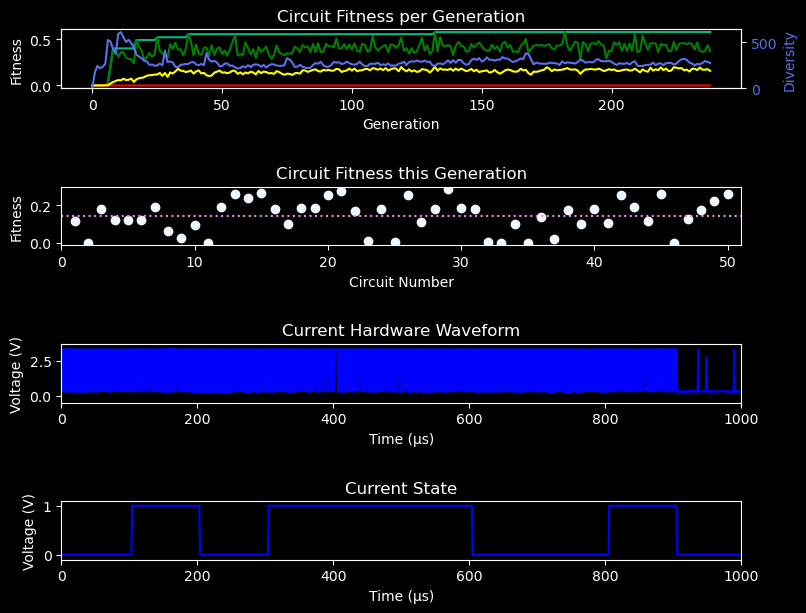 Circuit Fitness per Generation
0.5
0.0
Fitness
500
0
Diversity
0 50 100 150 200
Generation
Circuit Fitness this Generation
0.2
0.0
Fitness
0 10 20 30 40 50
Circuit Number
Current Hardware Waveform
2.5
0.0
Voltage (V)
0 200 400 600 800 1000
Time (μs)
Current State
1
0
Voltage (V)
0 200 400 600 800 1000
Time (μs)